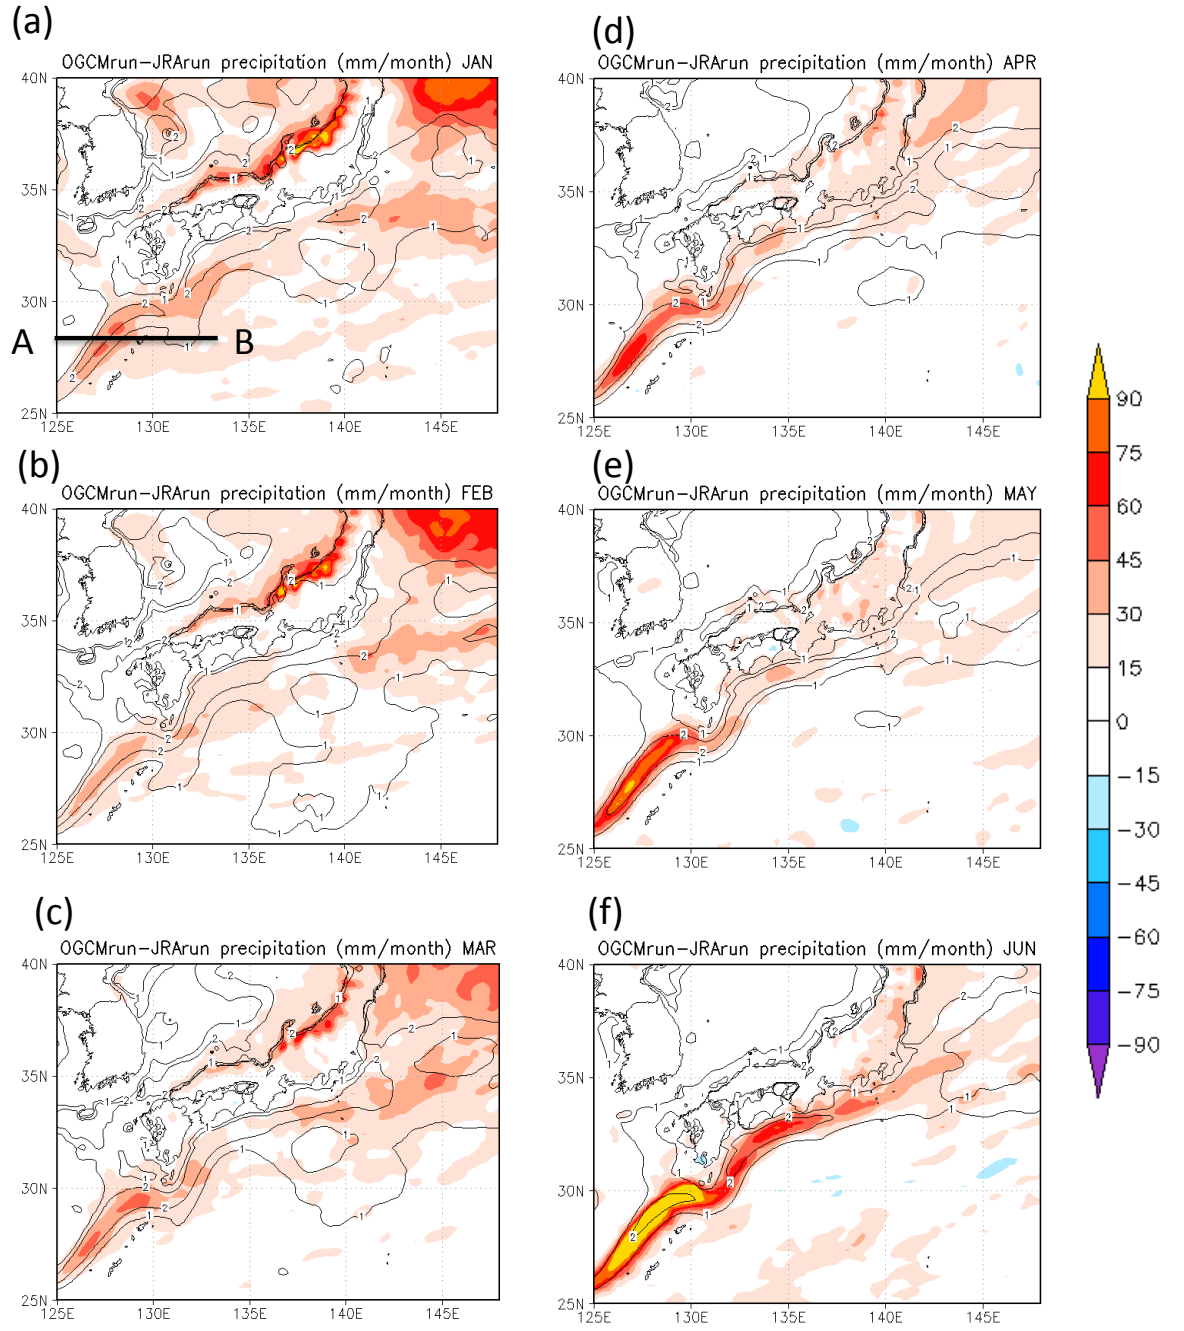 (a)
OGCMrun-JRArun precipitation (mm/month) JAN
40N
35N
30N
25N
125E 130E 135E 140E 145E
A B
(b)
OGCMrun-JRArun precipitation (mm/month) FEB
40N
35N
30N
25N
125E 130E 135E 140E 145E
(c)
OGCMrun-JRArun precipitation (mm/month) MAR
40N
35N
30N
25N
125E 130E 135E 140E 145E
(d)
OGCMrun-JRArun precipitation (mm/month) APR
40N
35N
30N
25N
125E 130E 135E 140E 145E
(e)
OGCMrun-JRArun precipitation (mm/month) MAY
40N
35N
30N
25N
125E 130E 135E 140E 145E
(f)
OGCMrun-JRArun precipitation (mm/month) JUN
40N
35N
30N
25N
125E 130E 135E 140E 145E
90
75
60
45
30
15
0
-15
-30
-45
-60
-75
-90